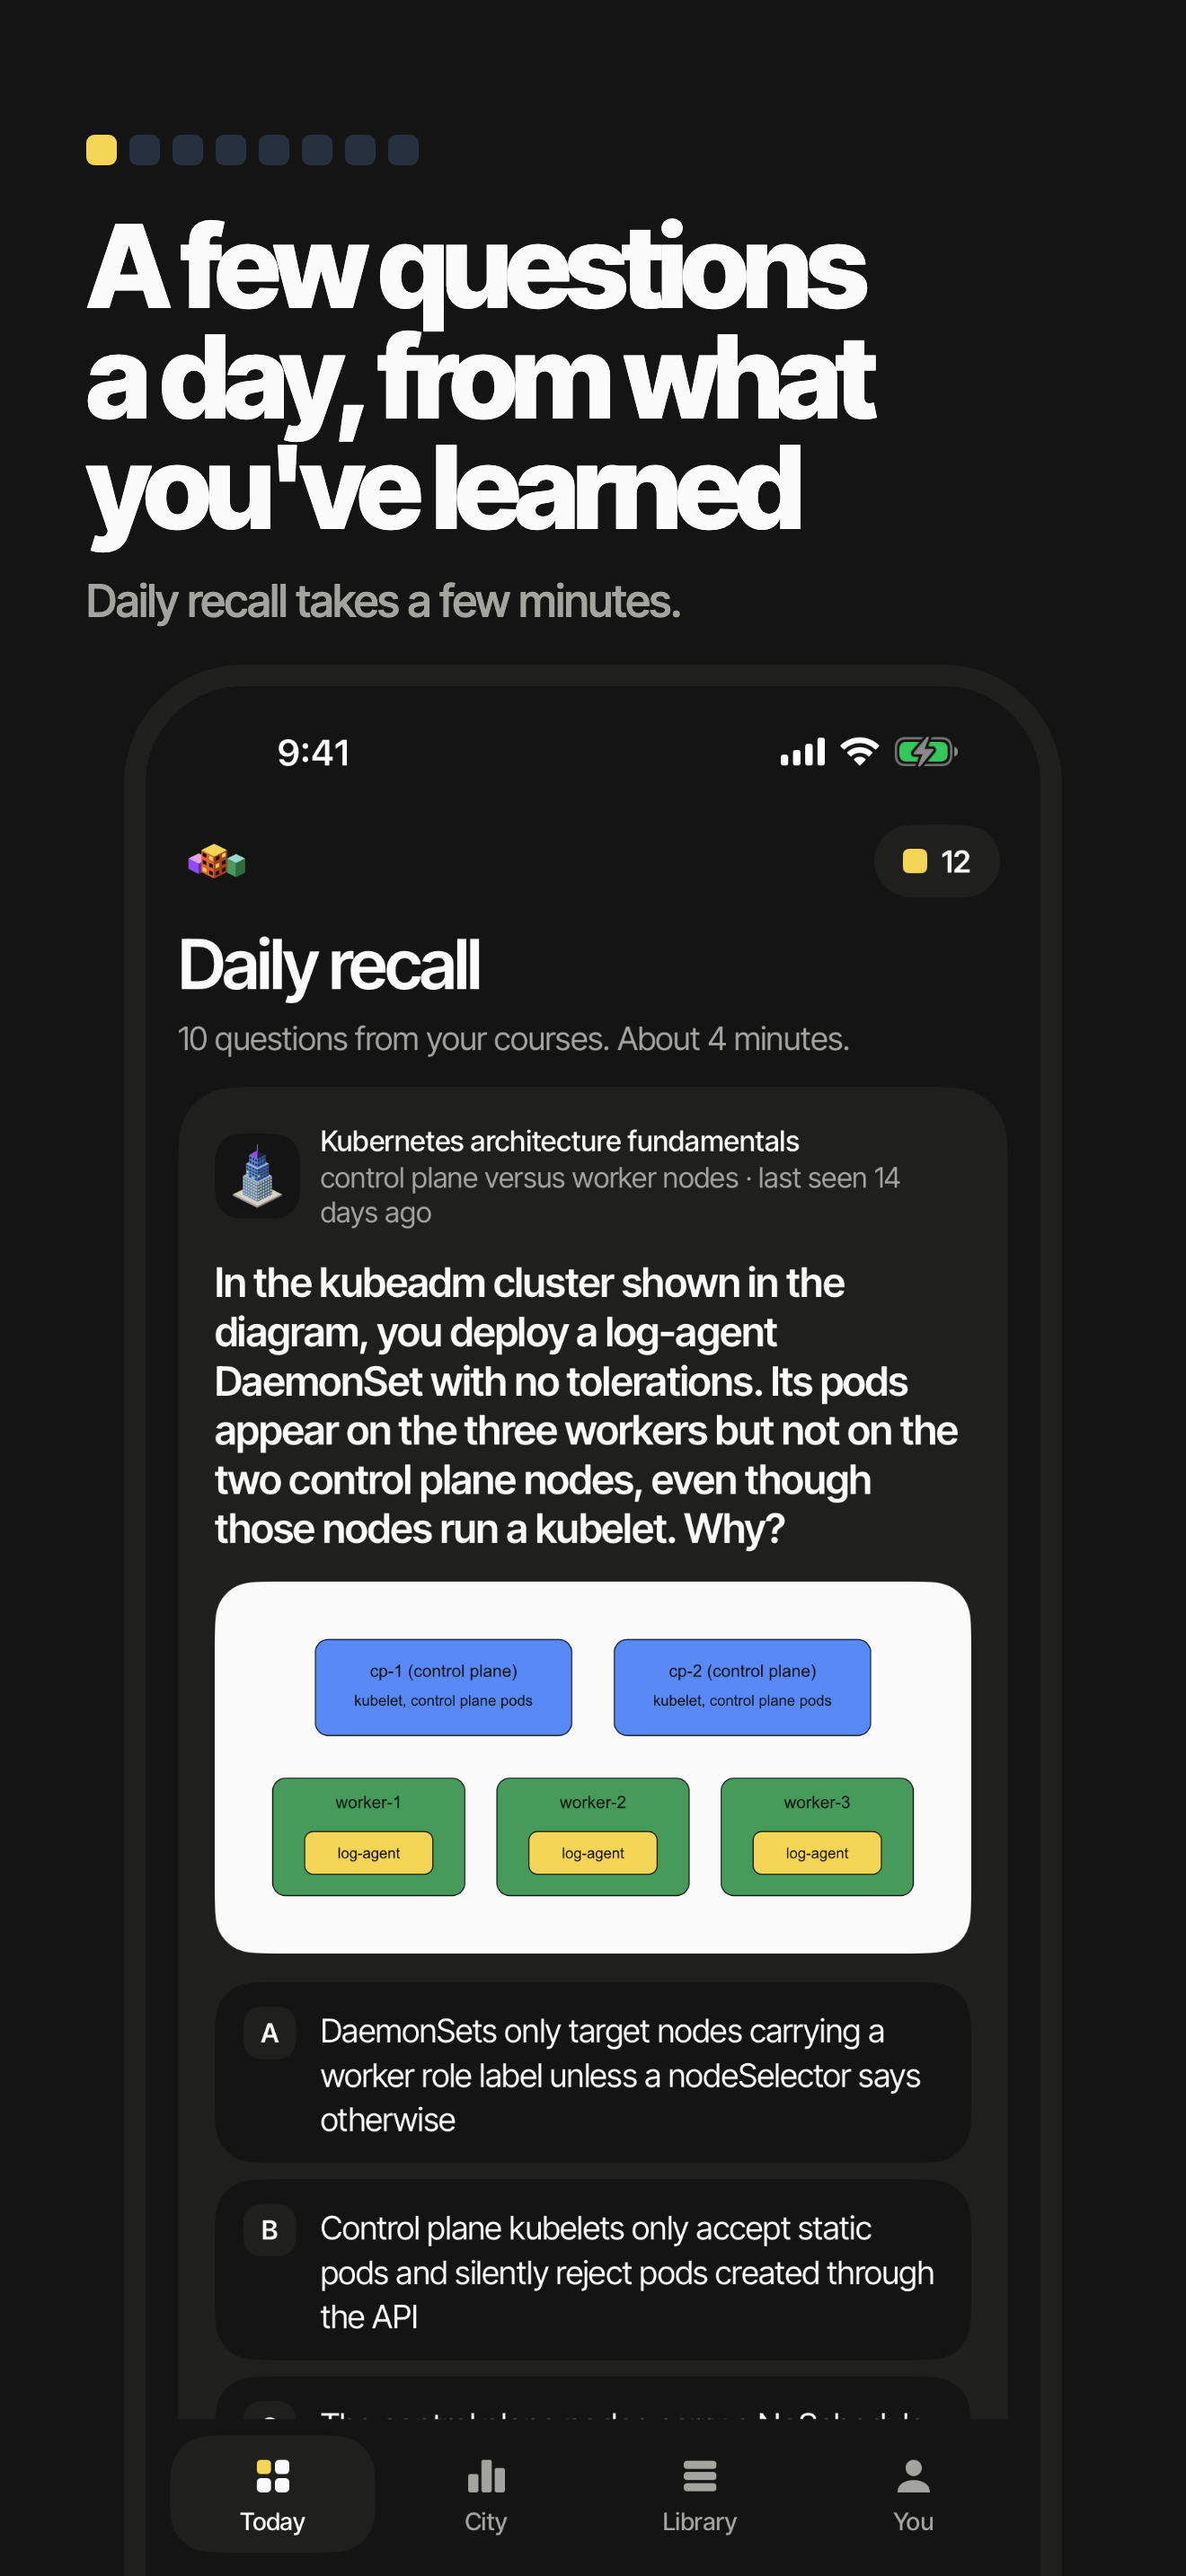 A few questions
a day, from what
you've learned
Daily recall takes a few minutes.
9:41
12
Daily recall
10 questions from your courses. About 4 minutes.
Kubernetes architecture fundamentals
control plane versus worker nodes · last seen 14
days ago
In the kubeadm cluster shown in the
diagram, you deploy a log-agent
DaemonSet with no tolerations. Its pods
appear on the three workers but not on the
two control plane nodes, even though
those nodes run a kubelet. Why?
cp-1 (control plane)
kubelet, control plane pods
cp-2 (control plane)
kubelet, control plane pods
worker-1
log-agent
worker-2
log-agent
worker-3
log-agent
A
DaemonSets only target nodes carrying a
worker role label unless a nodeSelector says
otherwise
B
Control plane kubelets only accept static
pods and silently reject pods created through
the API
Today
City
Library
You